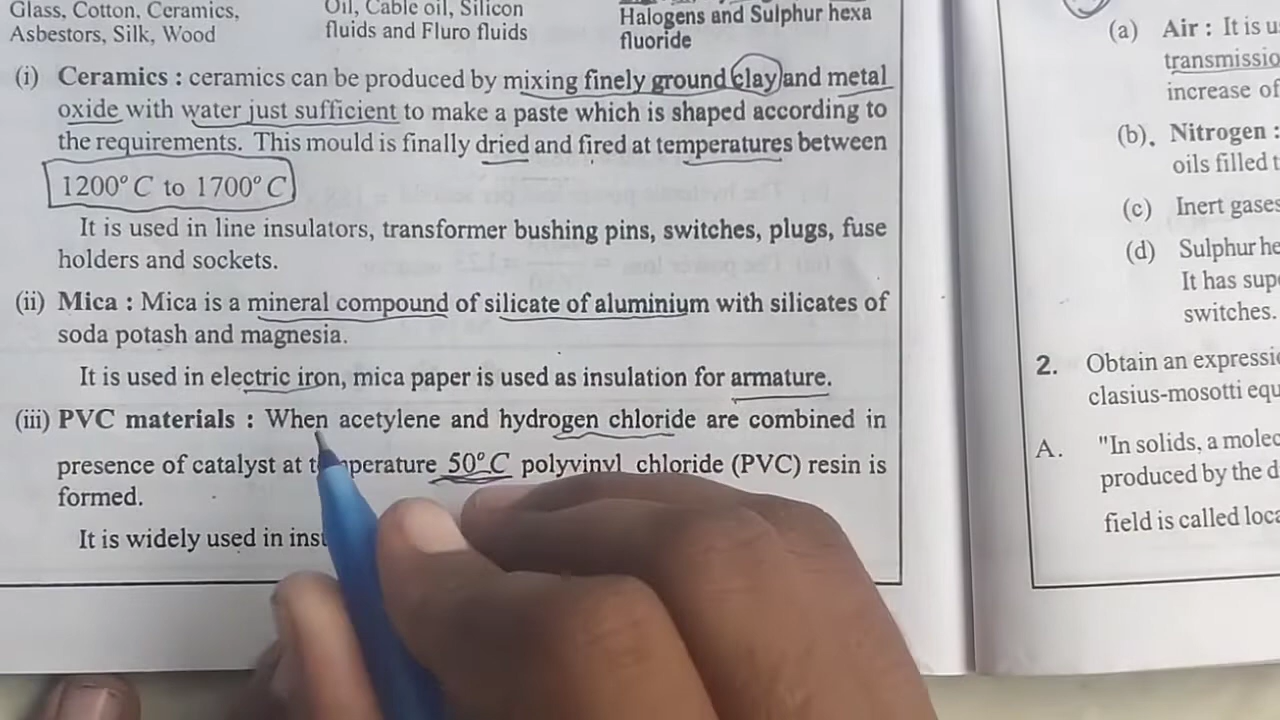 Glass, Cotton, Ceramics,
Asbestors, Silk, Wood
Oil, Cable oil, Silicon
fluids and Fluro fluids
Halogens and Sulphur hexa
fluoride
(i) Ceramics : ceramics can be produced by mixing finely ground clay and metal
oxide with water just sufficient to make a paste which is shaped according to
the requirements. This mould is finally dried and fired at temperatures between
1200°C to 1700°C
It is used in line insulators, transformer bushing pins, switches, plugs, fuse
holders and sockets.
(ii) Mica : Mica is a mineral compound of silicate of aluminium with silicates of
soda potash and magnesia.
It is used in electric iron, mica paper is used as insulation for armature.
(iii) PVC materials : When acetylene and hydrogen chloride are combined in
presence of catalyst at temperature 50°C polyvinyl chloride (PVC) resin is
formed.
It is widely used in
(a) Air : It is
transmissio
increase of
(b). Nitrogen :
oils filled
(c) Inert gases
(d) Sulphur he
It has
switches.
2. Obtain an expressi
clasius-mosotti equ
A. "In solids, a molec
produced by the
field is called loca